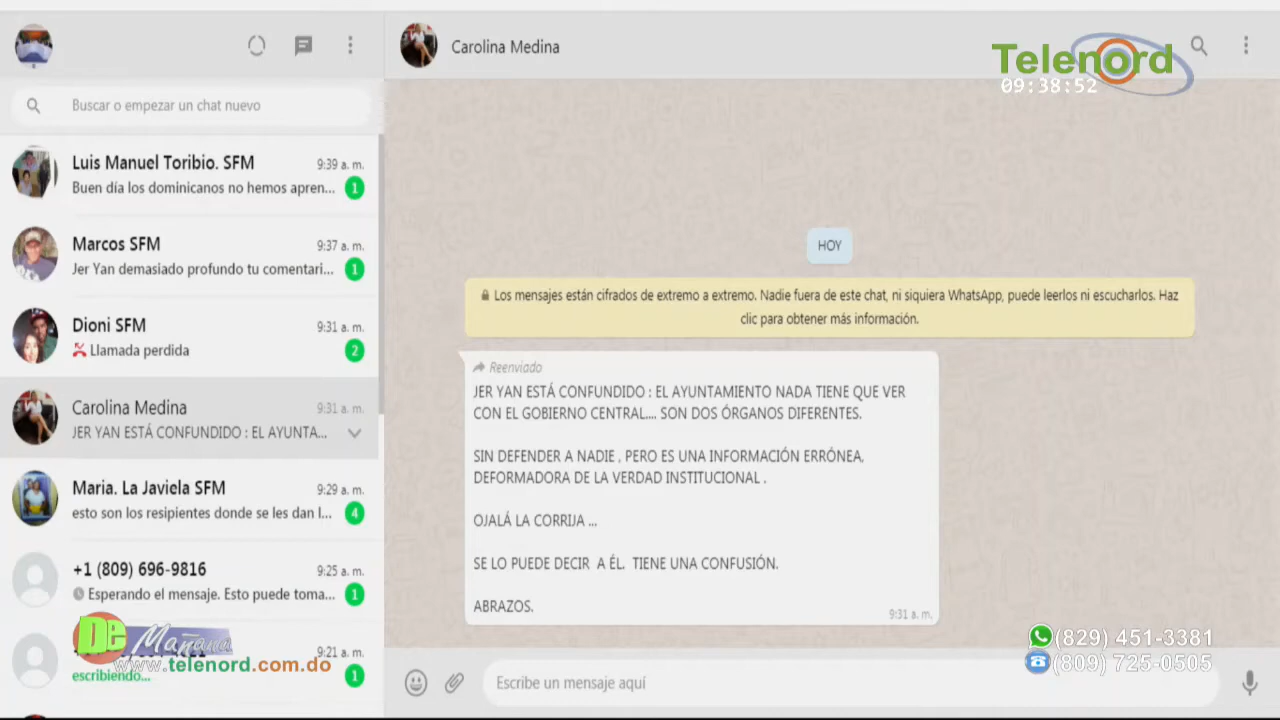 Carolina Medina
Telenord
09:38:52
Buscar o empezar un chat nuevo
Luis Manuel Toribio. SFM
9:39 a. m.
Buen día los dominicanos no hemos apren...
1
Marcos SFM
9:37 a. m.
Jer Yan demasiado profundo tu comentari...
1
Dioni SFM
9:31 a. m.
Llamada perdida
2
Carolina Medina
9:31 a. m.
JER YAN ESTÁ CONFUNDIDO : EL AYUNTA...
Maria. La Javiela SFM
9:29 a. m.
esto son los resipientes donde se les dan l...
4
+1 (809) 696-9816
9:25 a. m.
Esperando el mensaje. Esto puede toma...
1
De Mañana
9:21 a. m.
www.telenord.com.do
escribiendo...
1
HOY
Los mensajes están cifrados de extremo a extremo. Nadie fuera de este chat, ni siquiera WhatsApp, puede leerlos ni escucharlos. Haz
clic para obtener más información.
Reenviado
JER YAN ESTÁ CONFUNDIDO : EL AYUNTAMIENTO NADA TIENE QUE VER
CON EL GOBIERNO CENTRAL.... SON DOS ÓRGANOS DIFERENTES.
SIN DEFENDER A NADIE , PERO ES UNA INFORMACIÓN ERRÓNEA,
DEFORMADORA DE LA VERDAD INSTITUCIONAL .
OJALÁ LA CORRIJA ...
SE LO PUEDE DECIR A ÉL. TIENE UNA CONFUSIÓN.
ABRAZOS.
9:31 a. m.
(829) 451-3381
(809) 725-0505
Escribe un mensaje aquí